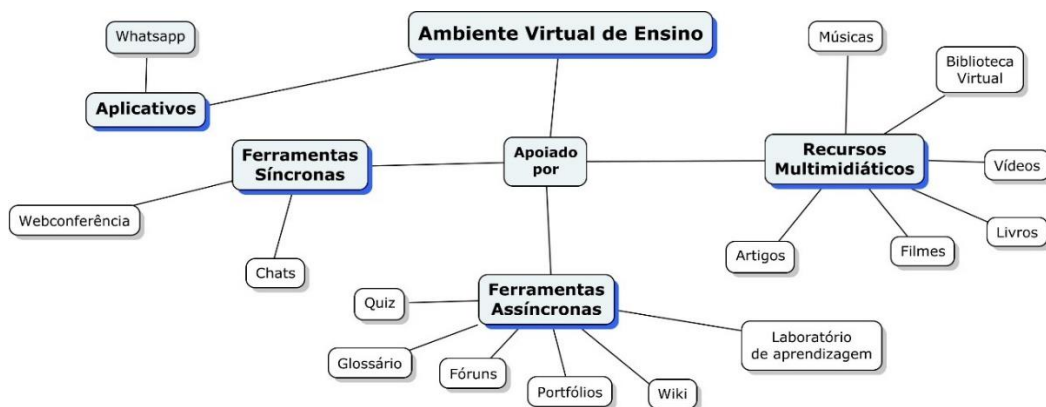 Whatsapp
Ambiente Virtual de Ensino
Músicas
Biblioteca
Virtual
Aplicativos
Ferramentas
Síncronas
Apoiado
por
Recursos
Multimidiáticos
Vídeos
Webconferência
Chats
Artigos
Filmes
Livros
Quiz
Ferramentas
Assíncronas
Glossário
Fóruns
Portfólios
Wiki
Laboratório
de aprendizagem